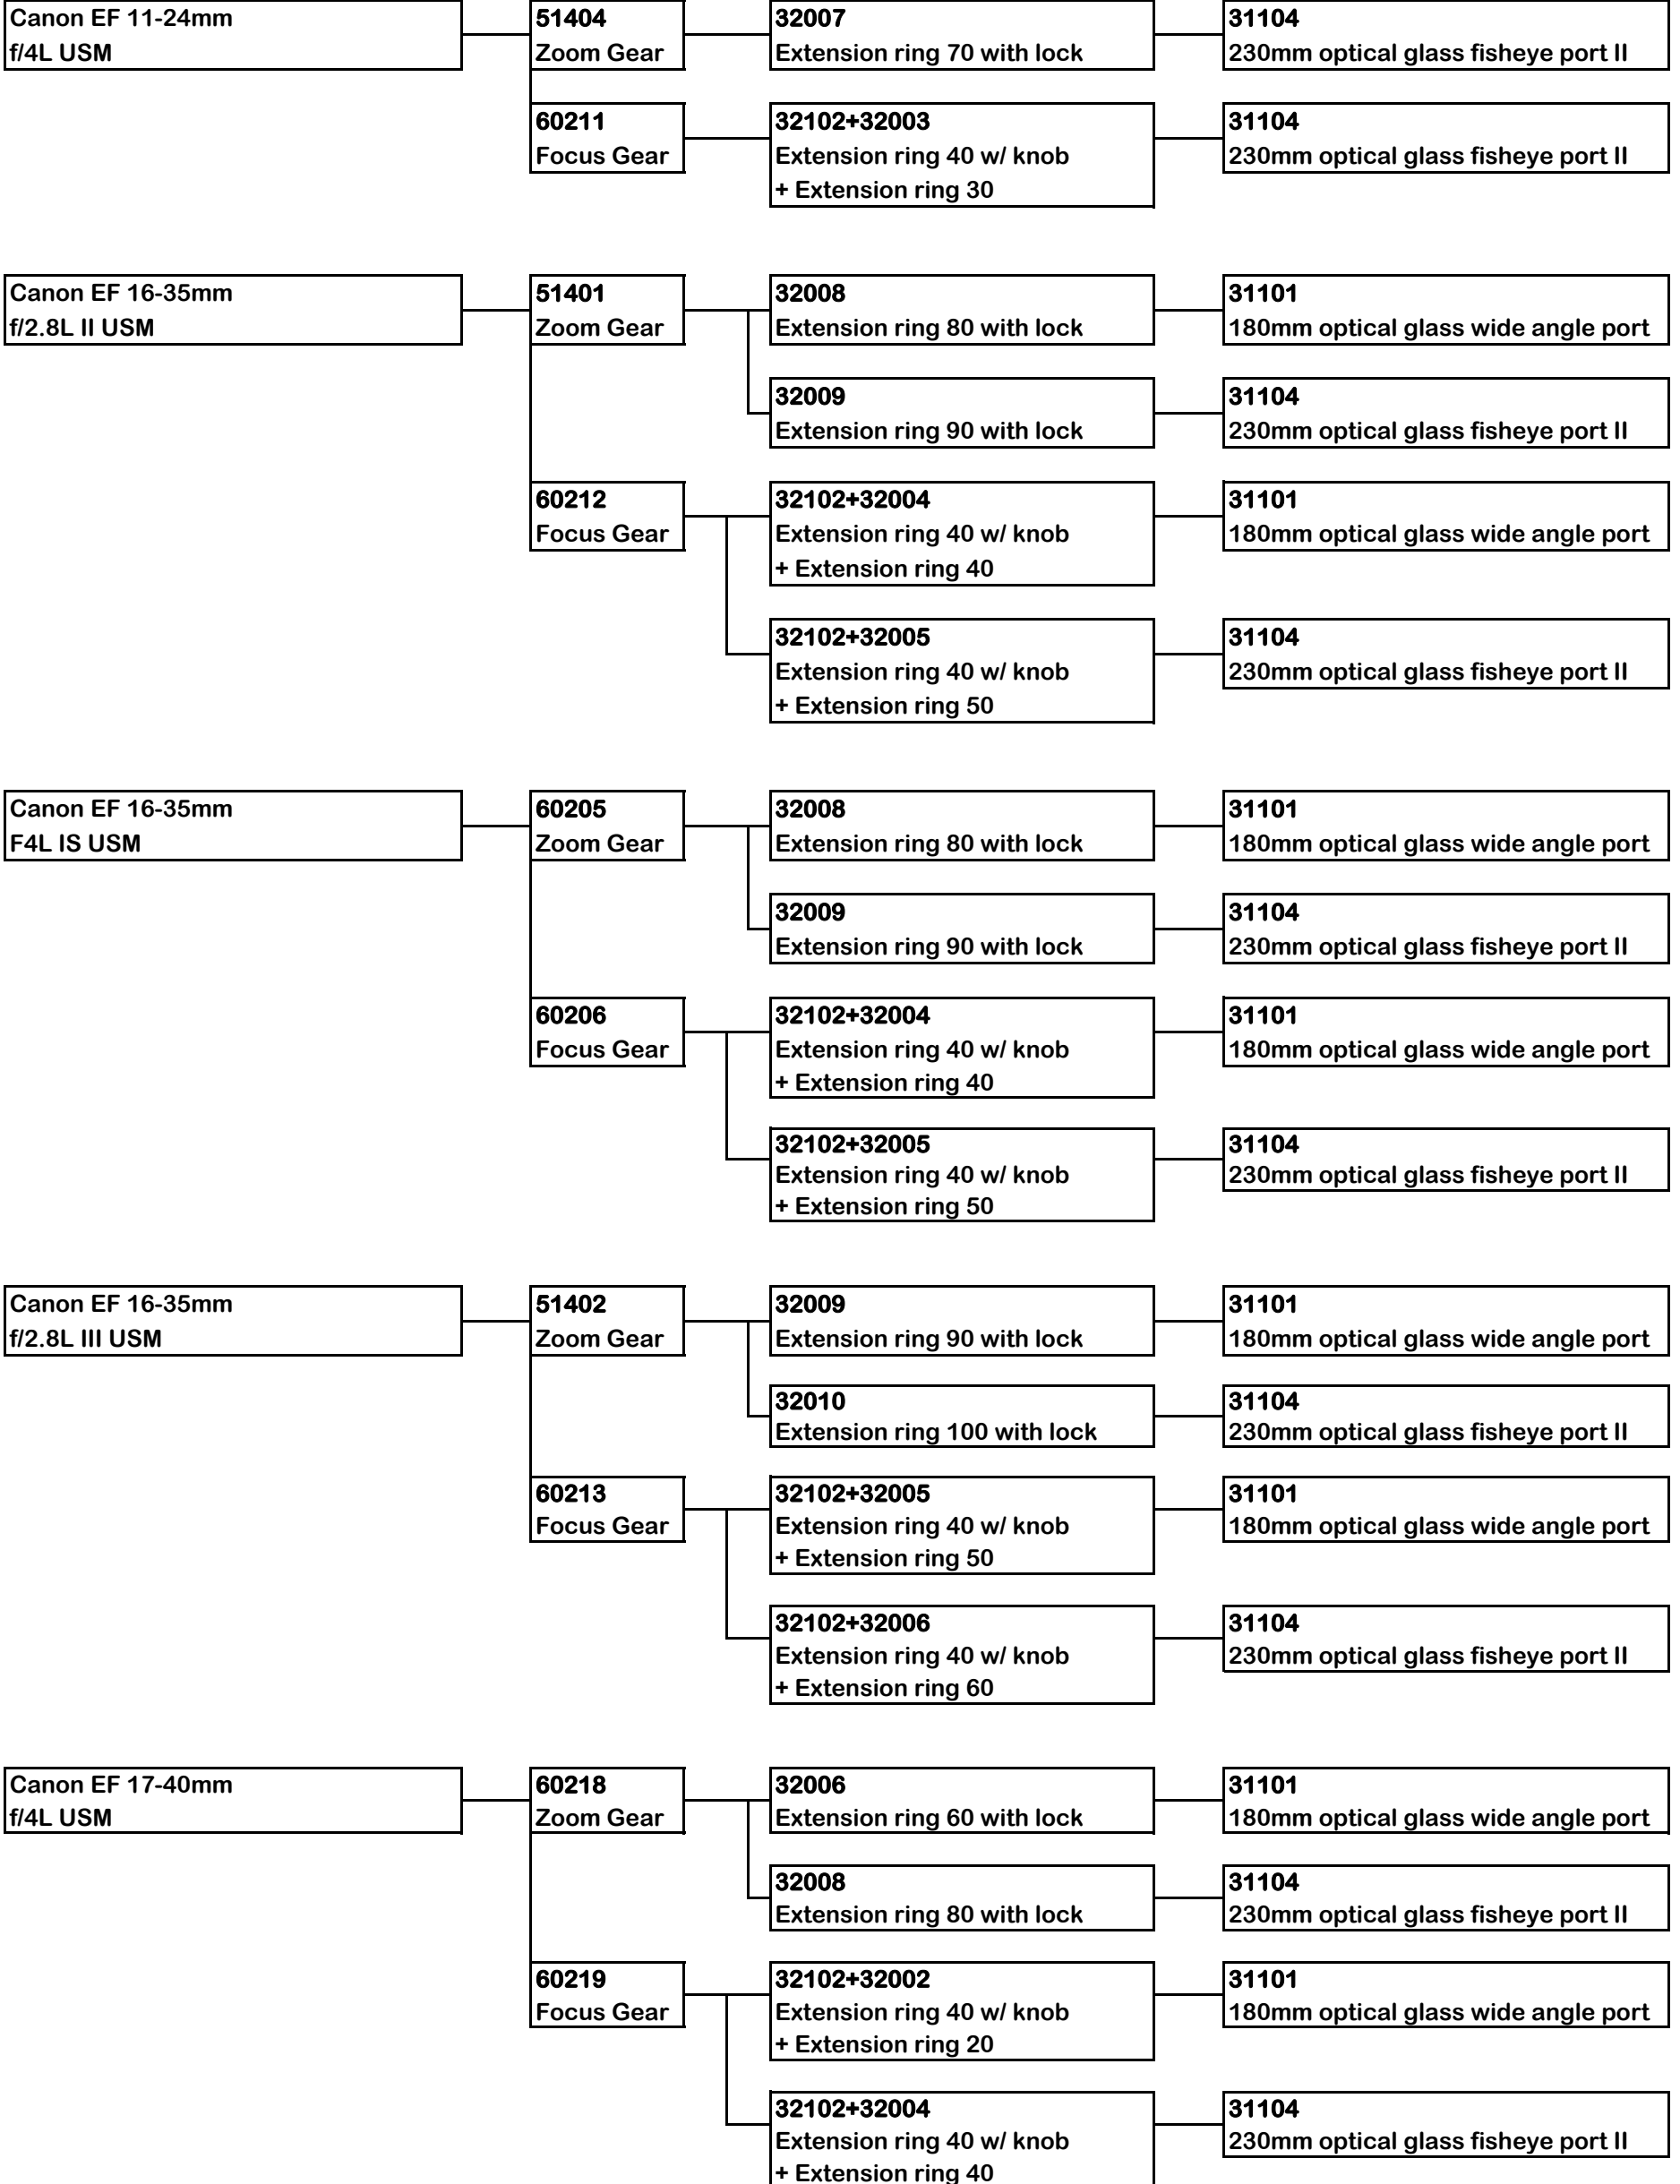 Canon EF 11-24mm
f/4L USM
51404
Zoom Gear
32007
Extension ring 70 with lock
31104
230mm optical glass fisheye port II
60211
Focus Gear
32102+32003
Extension ring 40 w/ knob
+ Extension ring 30
31104
230mm optical glass fisheye port II
Canon EF 16-35mm
f/2.8L II USM
51401
Zoom Gear
32008
Extension ring 80 with lock
31101
180mm optical glass wide angle port
32009
Extension ring 90 with lock
31104
230mm optical glass fisheye port II
60212
Focus Gear
32102+32004
Extension ring 40 w/ knob
+ Extension ring 40
31101
180mm optical glass wide angle port
32102+32005
Extension ring 40 w/ knob
+ Extension ring 50
31104
230mm optical glass fisheye port II
Canon EF 16-35mm
F4L IS USM
60205
Zoom Gear
32008
Extension ring 80 with lock
31101
180mm optical glass wide angle port
32009
Extension ring 90 with lock
31104
230mm optical glass fisheye port II
60206
Focus Gear
32102+32004
Extension ring 40 w/ knob
+ Extension ring 40
31101
180mm optical glass wide angle port
32102+32005
Extension ring 40 w/ knob
+ Extension ring 50
31104
230mm optical glass fisheye port II
Canon EF 16-35mm
f/2.8L III USM
51402
Zoom Gear
32009
Extension ring 90 with lock
31101
180mm optical glass wide angle port
32010
Extension ring 100 with lock
31104
230mm optical glass fisheye port II
60213
Focus Gear
32102+32005
Extension ring 40 w/ knob
+ Extension ring 50
31101
180mm optical glass wide angle port
32102+32006
Extension ring 40 w/ knob
+ Extension ring 60
31104
230mm optical glass fisheye port II
Canon EF 17-40mm
f/4L USM
60218
Zoom Gear
32006
Extension ring 60 with lock
31101
180mm optical glass wide angle port
32008
Extension ring 80 with lock
31104
230mm optical glass fisheye port II
60219
Focus Gear
32102+32002
Extension ring 40 w/ knob
+ Extension ring 20
31101
180mm optical glass wide angle port
32102+32004
Extension ring 40 w/ knob
+ Extension ring 40
31104
230mm optical glass fisheye port II